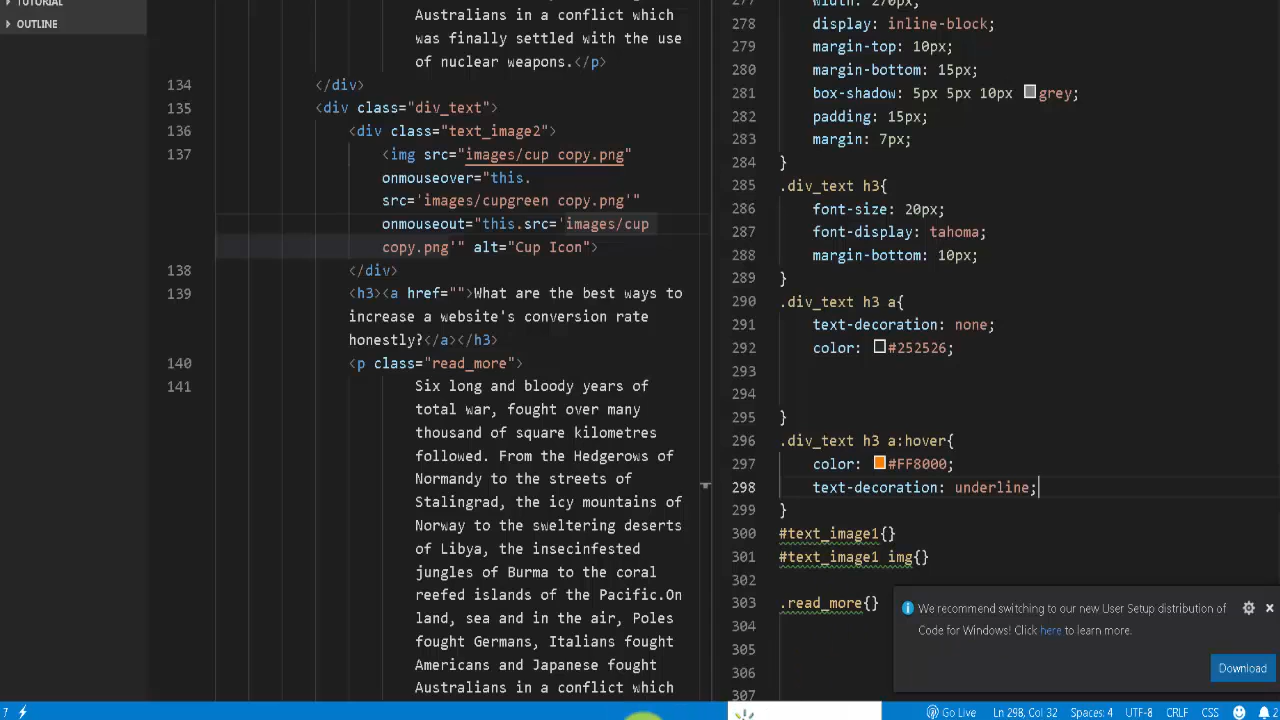 TUTORIAL
OUTLINE
Australians in a conflict which
was finally settled with the use
of nuclear weapons.</p>
134 </div>
135 <div class="div_text">
136 <div class="text_image2">
137 <img src="images/cup copy.png"
onmouseover="this.
src='images/cupgreen copy.png'"
onmouseout="this.src='images/cup
copy.png'" alt="Cup Icon">
138 </div>
139 <h3><a href="">What are the best ways to
increase a website's conversion rate
honestly?</a></h3>
140 <p class="read_more">
141 Six long and bloody years of
total war, fought over many
thousand of square kilometres
followed. From the Hedgerows of
Normandy to the streets of
Stalingrad, the icy mountains of
Norway to the sweltering deserts
of Libya, the insecinfested
jungles of Burma to the coral
reefed islands of the Pacific.On
land, sea and in the air, Poles
fought Germans, Italians fought
Americans and Japanese fought
Australians in a conflict which
277 width: 270px;
278 display: inline-block;
279 margin-top: 10px;
280 margin-bottom: 15px;
281 box-shadow: 5px 5px 10px grey;
282 padding: 15px;
283 margin: 7px;
284 }
285 .div_text h3{
286 font-size: 20px;
287 font-display: tahoma;
288 margin-bottom: 10px;
289 }
290 .div_text h3 a{
291 text-decoration: none;
292 color: #252526;
293
294
295 }
296 .div_text h3 a:hover{
297 color: #FF8000;
298 text-decoration: underline;
299 }
300 #text_image1{}
301 #text_image1 img{}
302
303 .read_more{}
304
305
306
307
We recommend switching to our new User Setup distribution of
Code for Windows! Click here to learn more.
Download
7
Go Live Ln 298, Col 32 Spaces: 4 UTF-8 CRLF CSS 2